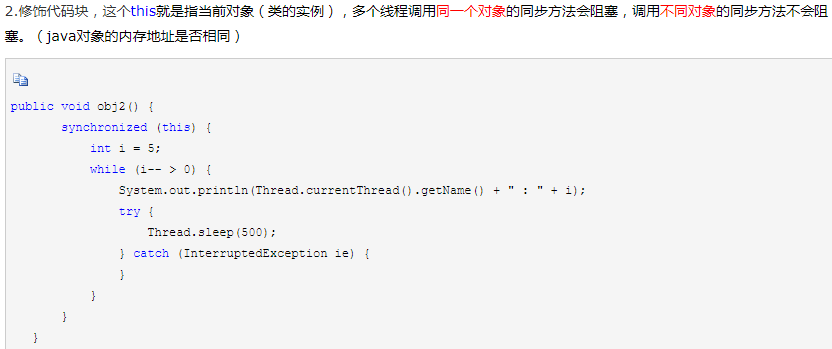 2.修饰代码块，这个this就是指当前对象（类的实例），多个线程调用同一个对象的同步方法会阻塞，调用不同对象的同步方法不会阻
塞。（java对象的内存地址是否相同）
public void obj2() {
        synchronized (this) {
            int i = 5;
            while (i-- > 0) {
                System.out.println(Thread.currentThread().getName() + " : " + i);
                try {
                    Thread.sleep(500);
                } catch (InterruptedException ie) {
                }
            }
        }
    }